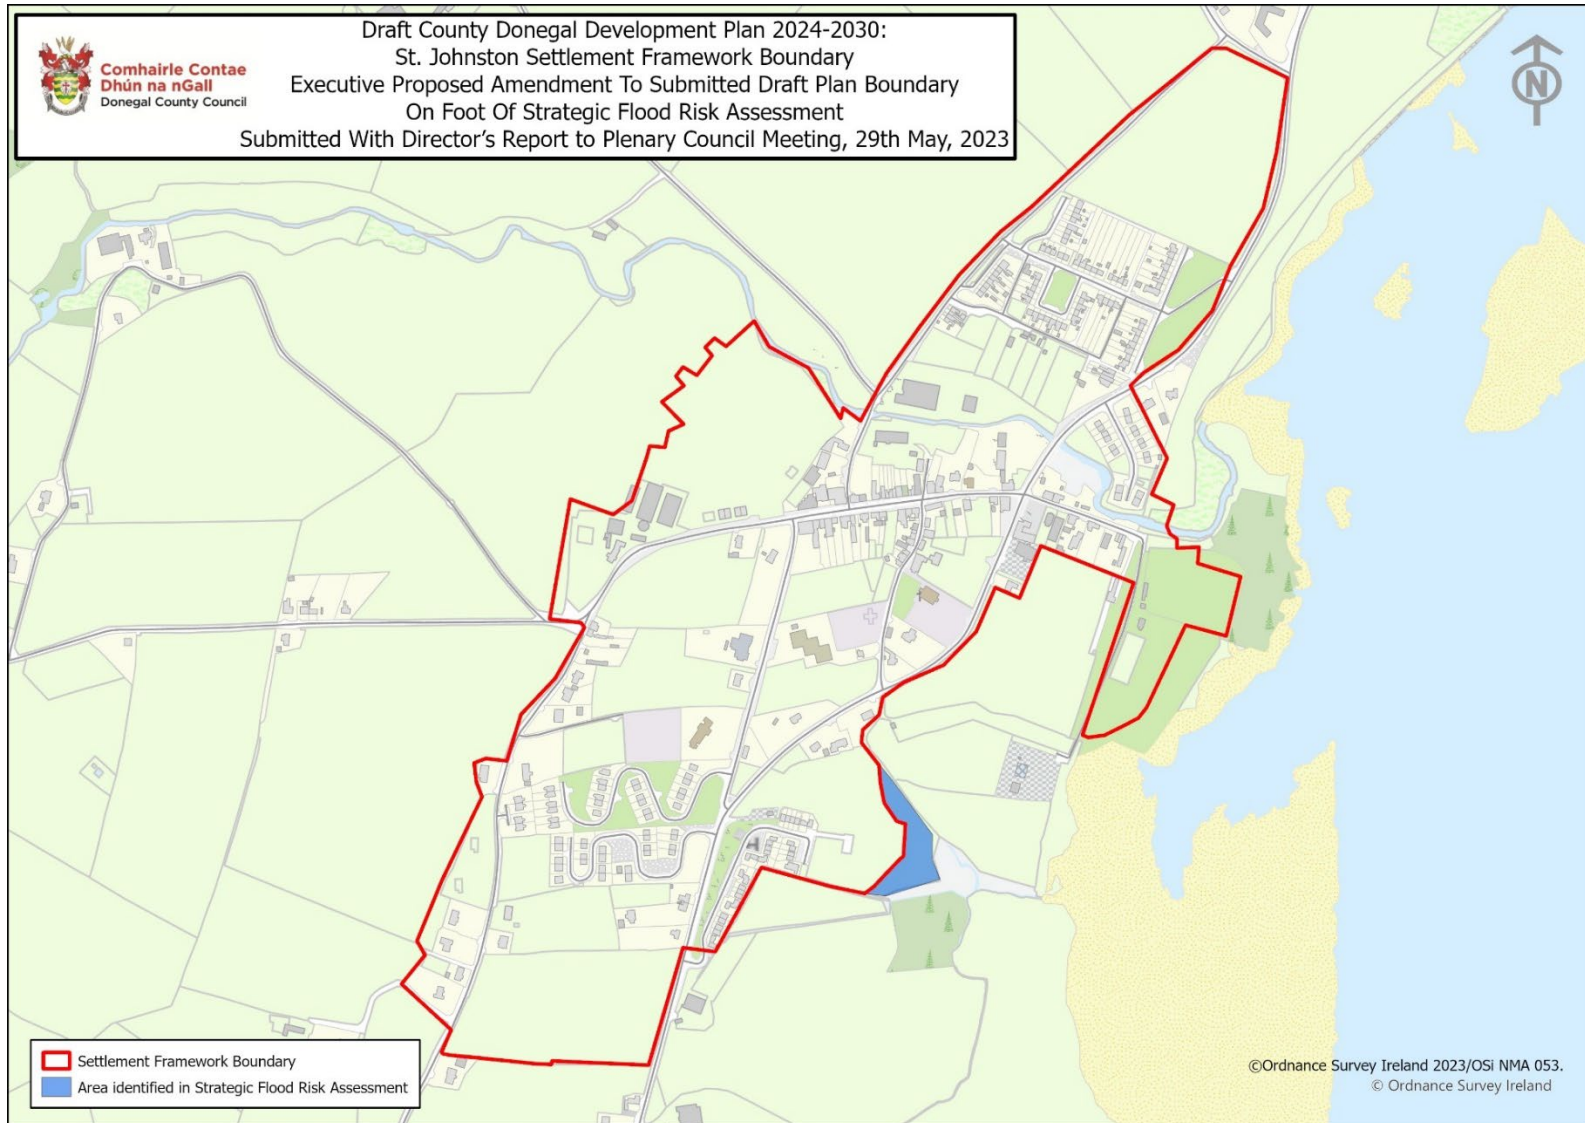 Comhairle Contae
Dhún na nGall
Donegal County Council
Draft County Donegal Development Plan 2024-2030:
St. Johnston Settlement Framework Boundary
Executive Proposed Amendment To Submitted Draft Plan Boundary
On Foot Of Strategic Flood Risk Assessment
Submitted With Director's Report to Plenary Council Meeting, 29th May, 2023
N
Settlement Framework Boundary
Area identified in Strategic Flood Risk Assessment
©Ordnance Survey Ireland 2023/OSi NMA 053.
© Ordnance Survey Ireland